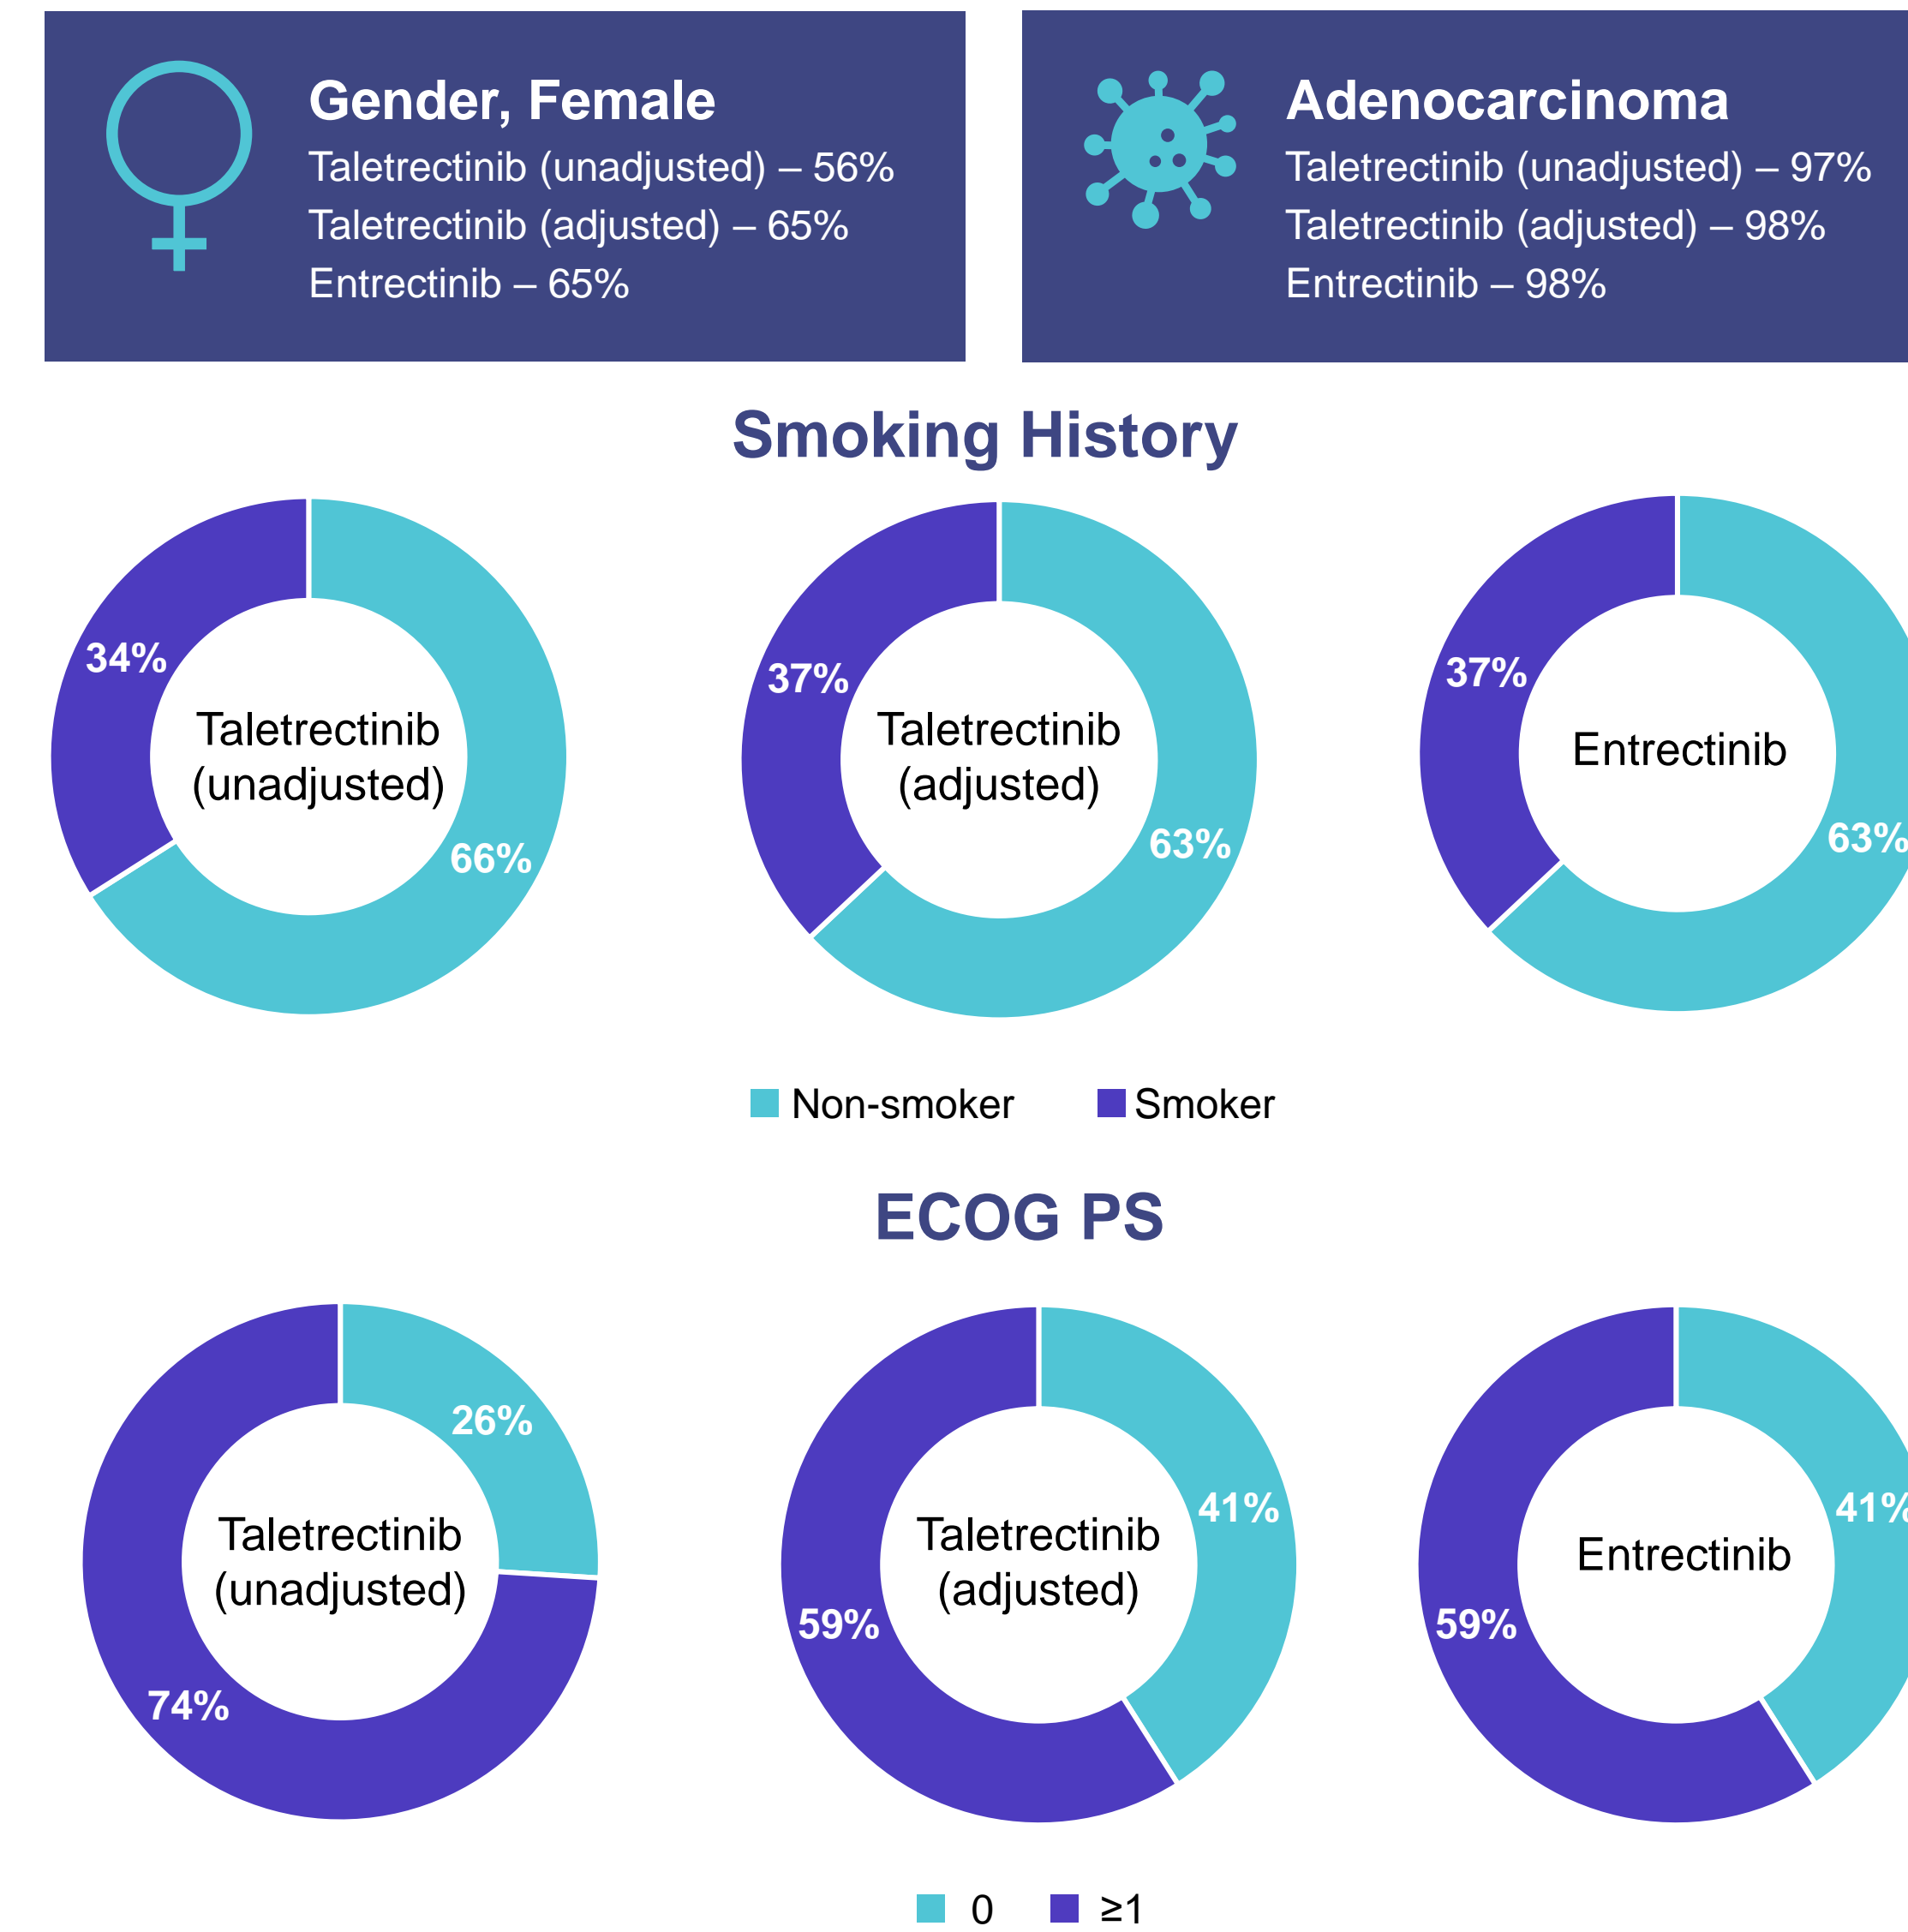 Gender, Female
Taletrectinib (unadjusted) – 56%
Taletrectinib (adjusted) – 65%
Entrectinib – 65%
Adenocarcinoma
Taletrectinib (unadjusted) – 97%
Taletrectinib (adjusted) – 98%
Entrectinib – 98%
Smoking History
34%
Taletrectinib
(unadjusted)
66%
37%
Taletrectinib
(adjusted)
63%
37%
Entrectinib
63%
Non-smoker
Smoker
ECOG PS
26%
Taletrectinib
(unadjusted)
74%
41%
Taletrectinib
(adjusted)
59%
41%
Entrectinib
59%
0
≥1